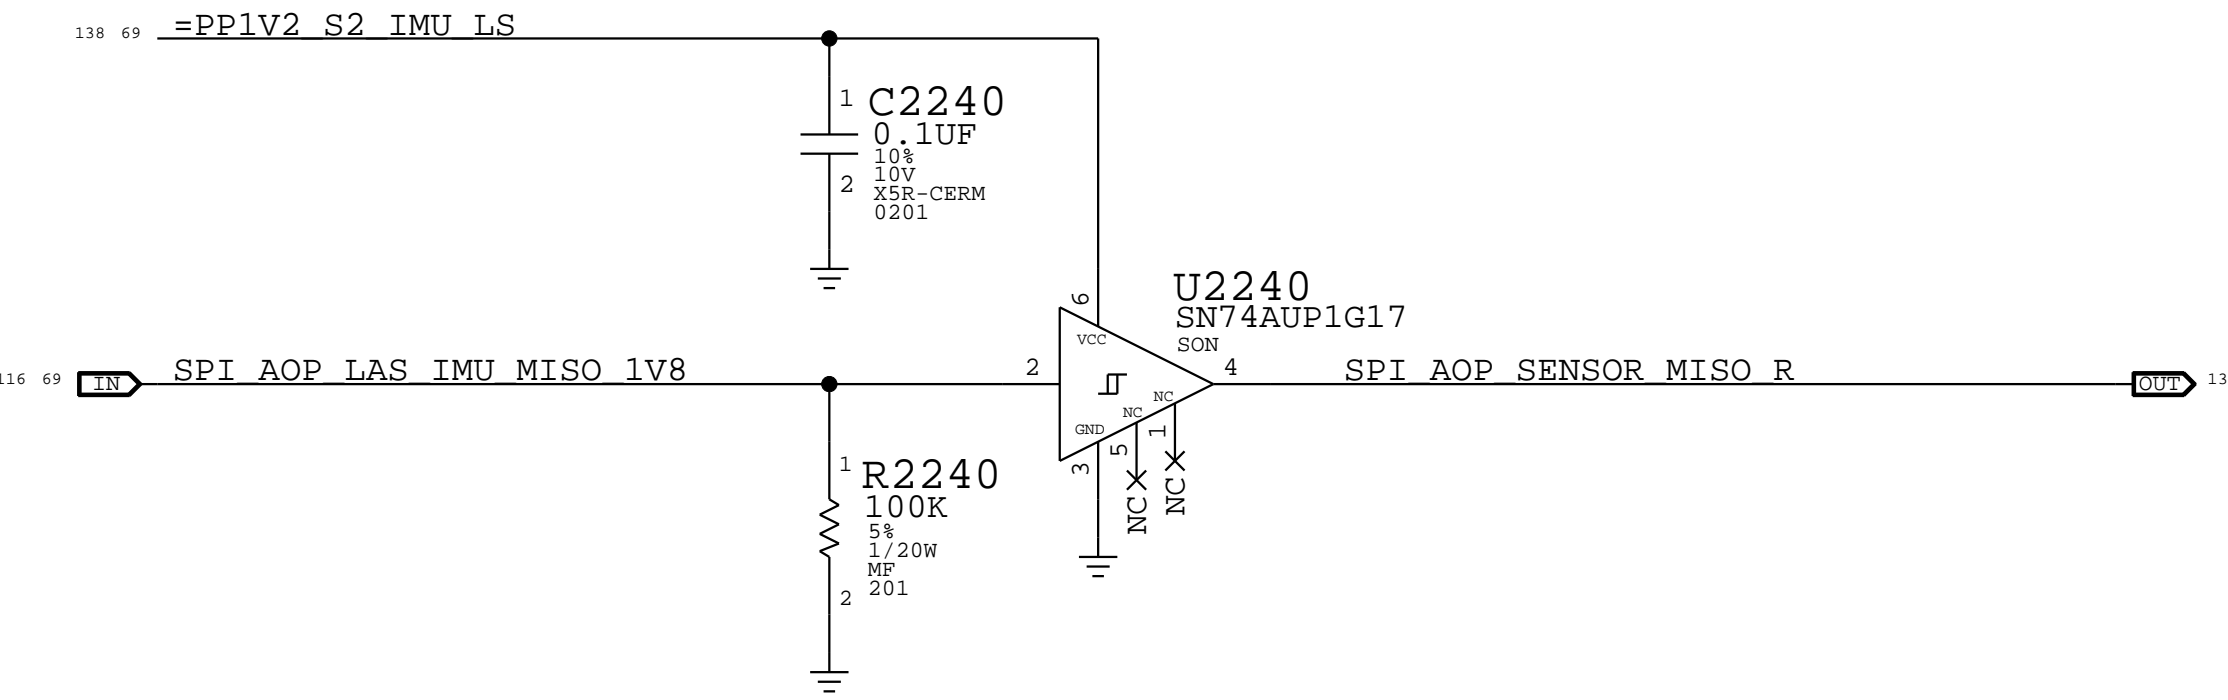 138 69 =PP1V2_S2_IMU_LS
1 C2240
0.1UF
10%
10V
2 X5R-CERM
0201
6 U2240
SN74AUP1G17
VCC SON
116 69 IN SPI_AOP_LAS_IMU_MISO_1V8 2 4 SPI_AOP_SENSOR_MISO_R OUT 13
NC
NC
GND
3 5 1
NC NC
1 R2240
100K
5%
1/20W
MF
201
2